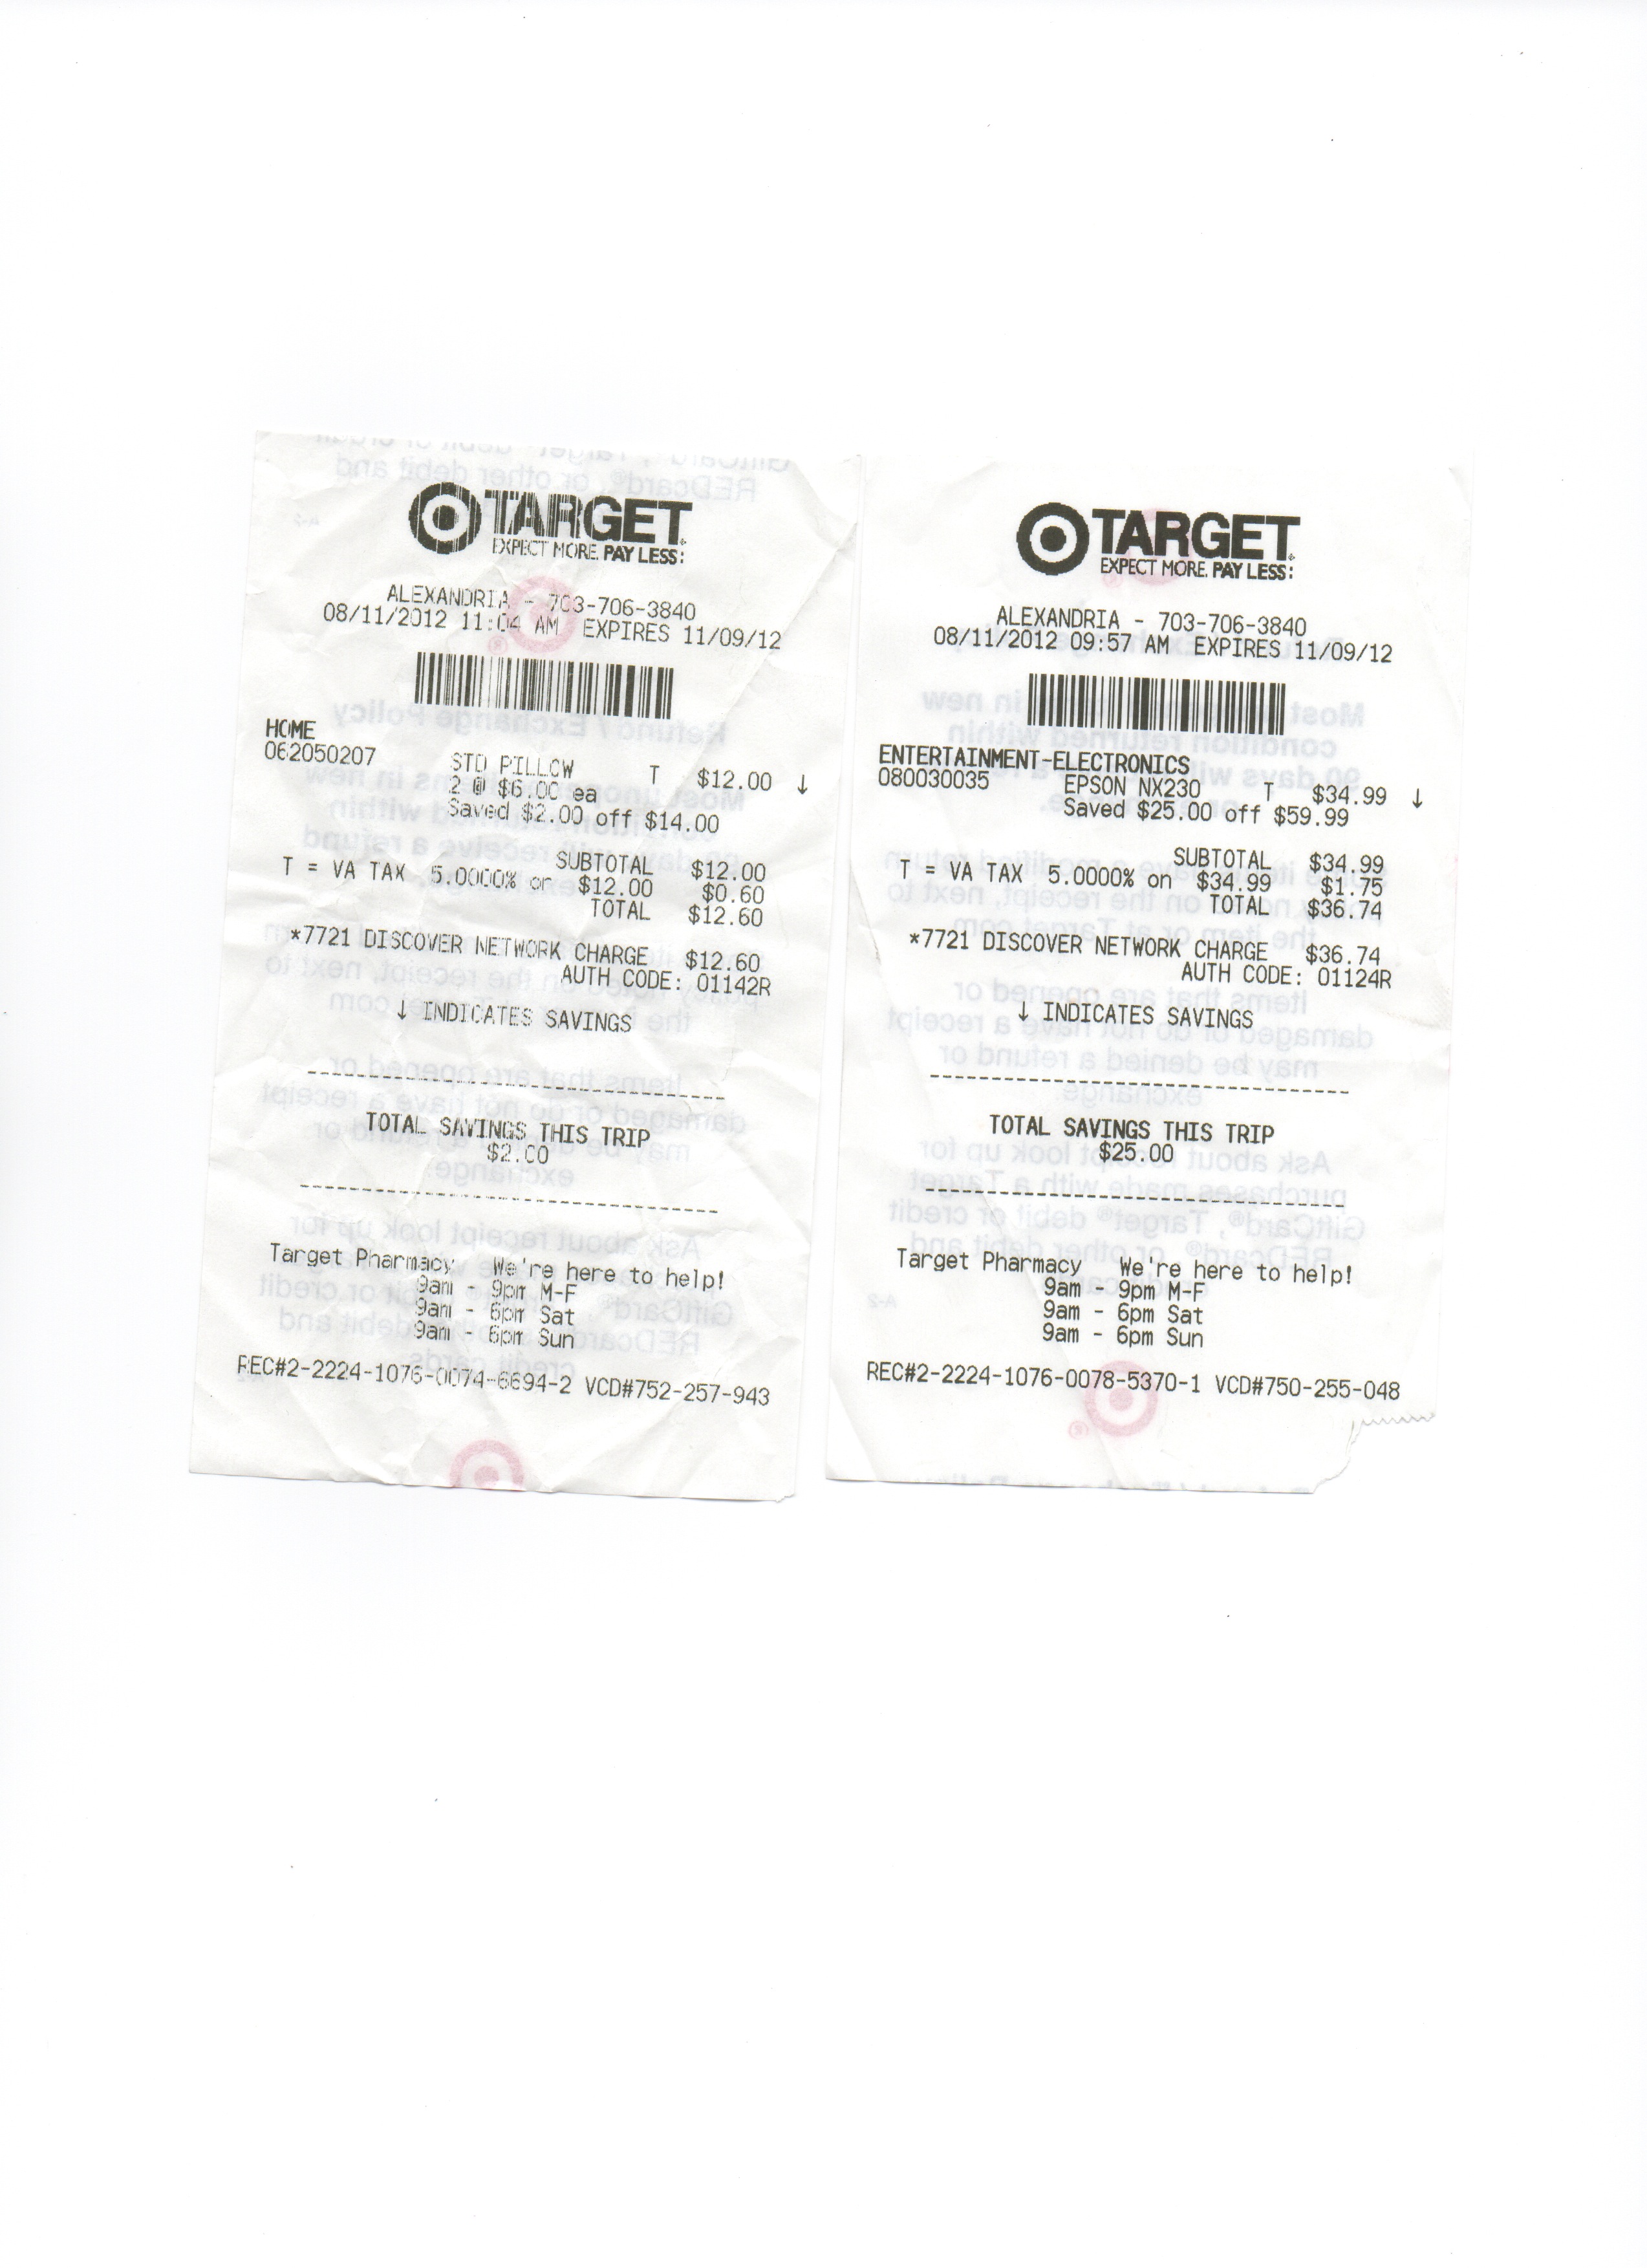 TARGET
EXPECT MORE. PAY LESS.
ALEXANDRIA - 703-706-3840
08/11/2012 11:04 AM EXPIRES 11/09/12
HOME
062050207 STD PILLOW T $12.00 ↓
2 @ $6.00 ea
Saved $2.00 off $14.00
SUBTOTAL $12.00
T = VA TAX 5.0000% on $12.00 $0.60
TOTAL $12.60
*7721 DISCOVER NETWORK CHARGE $12.60
AUTH CODE: 01142R
↓ INDICATES SAVINGS
TOTAL SAVINGS THIS TRIP
$2.00
Target Pharmacy We're here to help!
9am - 9pm M-F
9am - 6pm Sat
9am - 6pm Sun
REC#2-2224-1076-0074-6694-2 VCD#752-257-943
TARGET
EXPECT MORE. PAY LESS.
ALEXANDRIA - 703-706-3840
08/11/2012 09:57 AM EXPIRES 11/09/12
ENTERTAINMENT-ELECTRONICS
080030035 EPSON NX230 T $34.99 ↓
Saved $25.00 off $59.99
SUBTOTAL $34.99
T = VA TAX 5.0000% on $34.99 $1.75
TOTAL $36.74
*7721 DISCOVER NETWORK CHARGE $36.74
AUTH CODE: 01124R
↓ INDICATES SAVINGS
TOTAL SAVINGS THIS TRIP
$25.00
Target Pharmacy We're here to help!
9am - 9pm M-F
9am - 6pm Sat
9am - 6pm Sun
REC#2-2224-1076-0078-5370-1 VCD#750-255-048